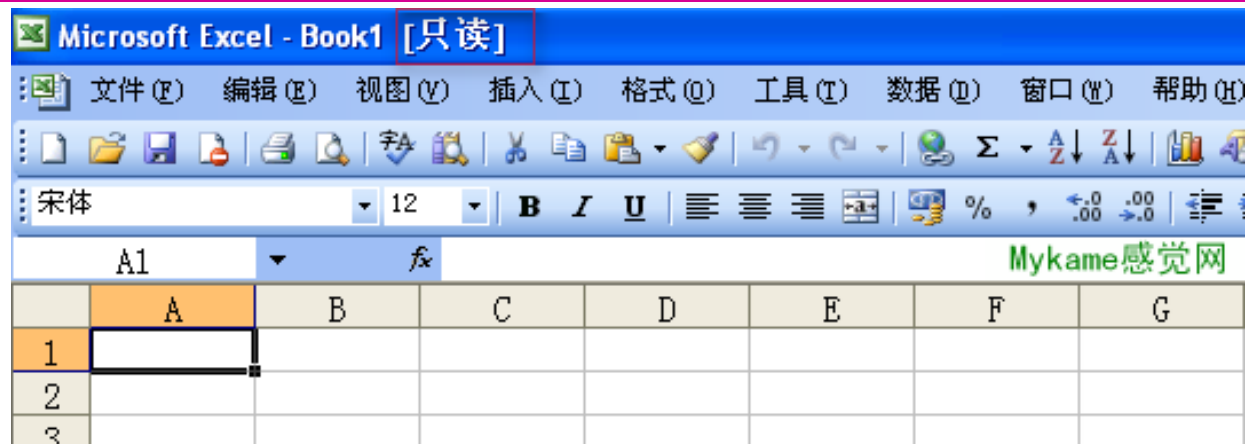 Microsoft Excel - Book1 [只读]
文件(F) 编辑(E) 视图(V) 插入(I) 格式(O) 工具(T) 数据(D) 窗口(W) 帮助(H)
宋体 12 B I U % ,
A1 fx Mykame感觉网
A B C D E F G
1
2
3